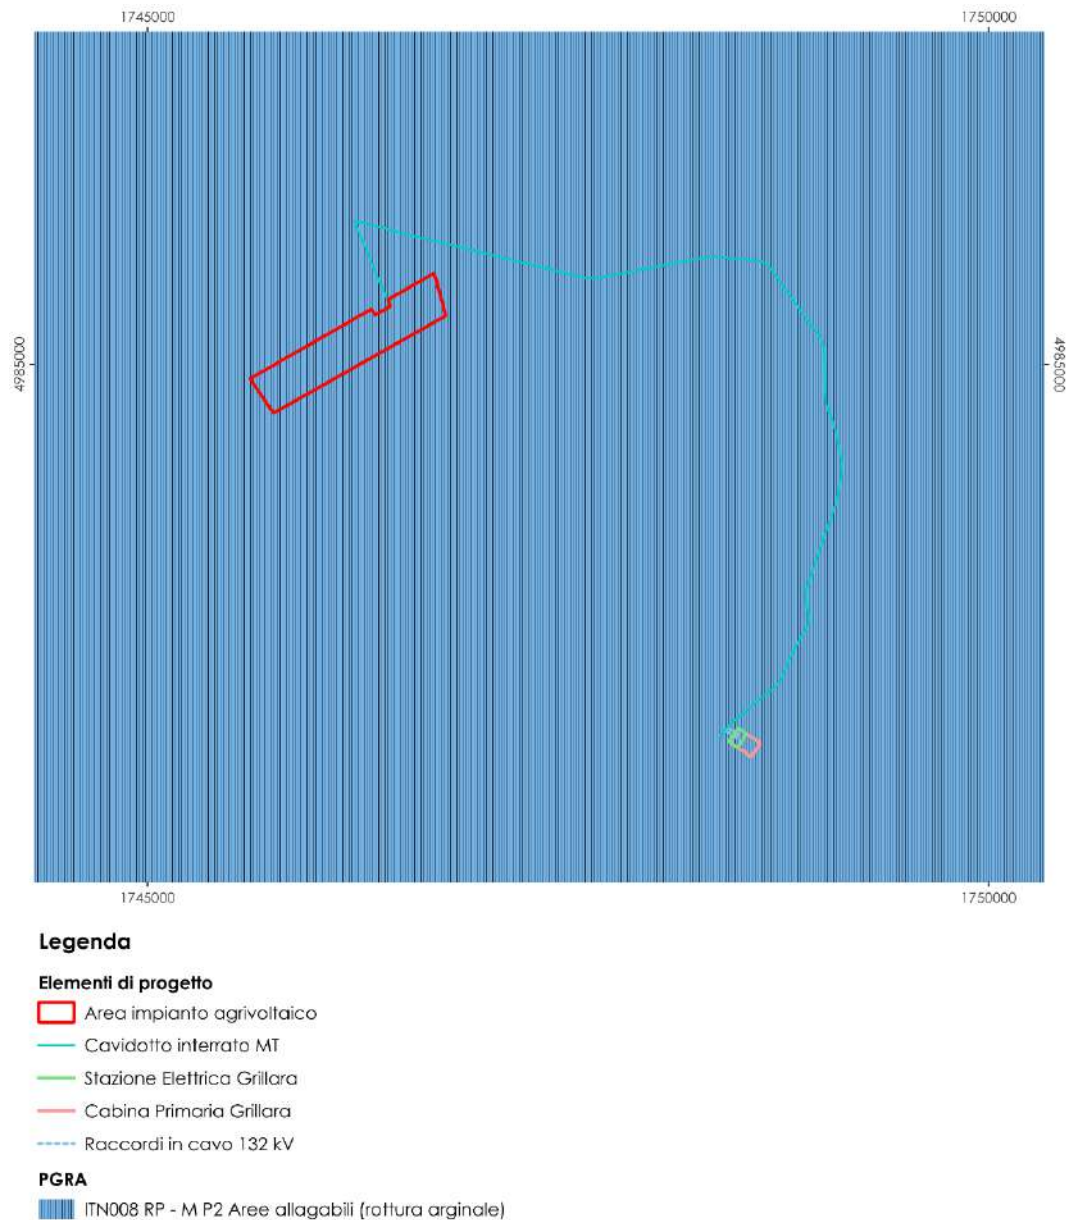 1745000 1750000
4985000 4985000
1745000 1750000
Legenda
Elementi di progetto
Area impianto agrivoltaico
Cavidotto interrato MT
Stazione Elettrica Grillara
Cabina Primaria Grillara
Raccordi in cavo 132 kV
PGRA
ITN008 RP - M P2 Aree allagabili (rottura arginale)